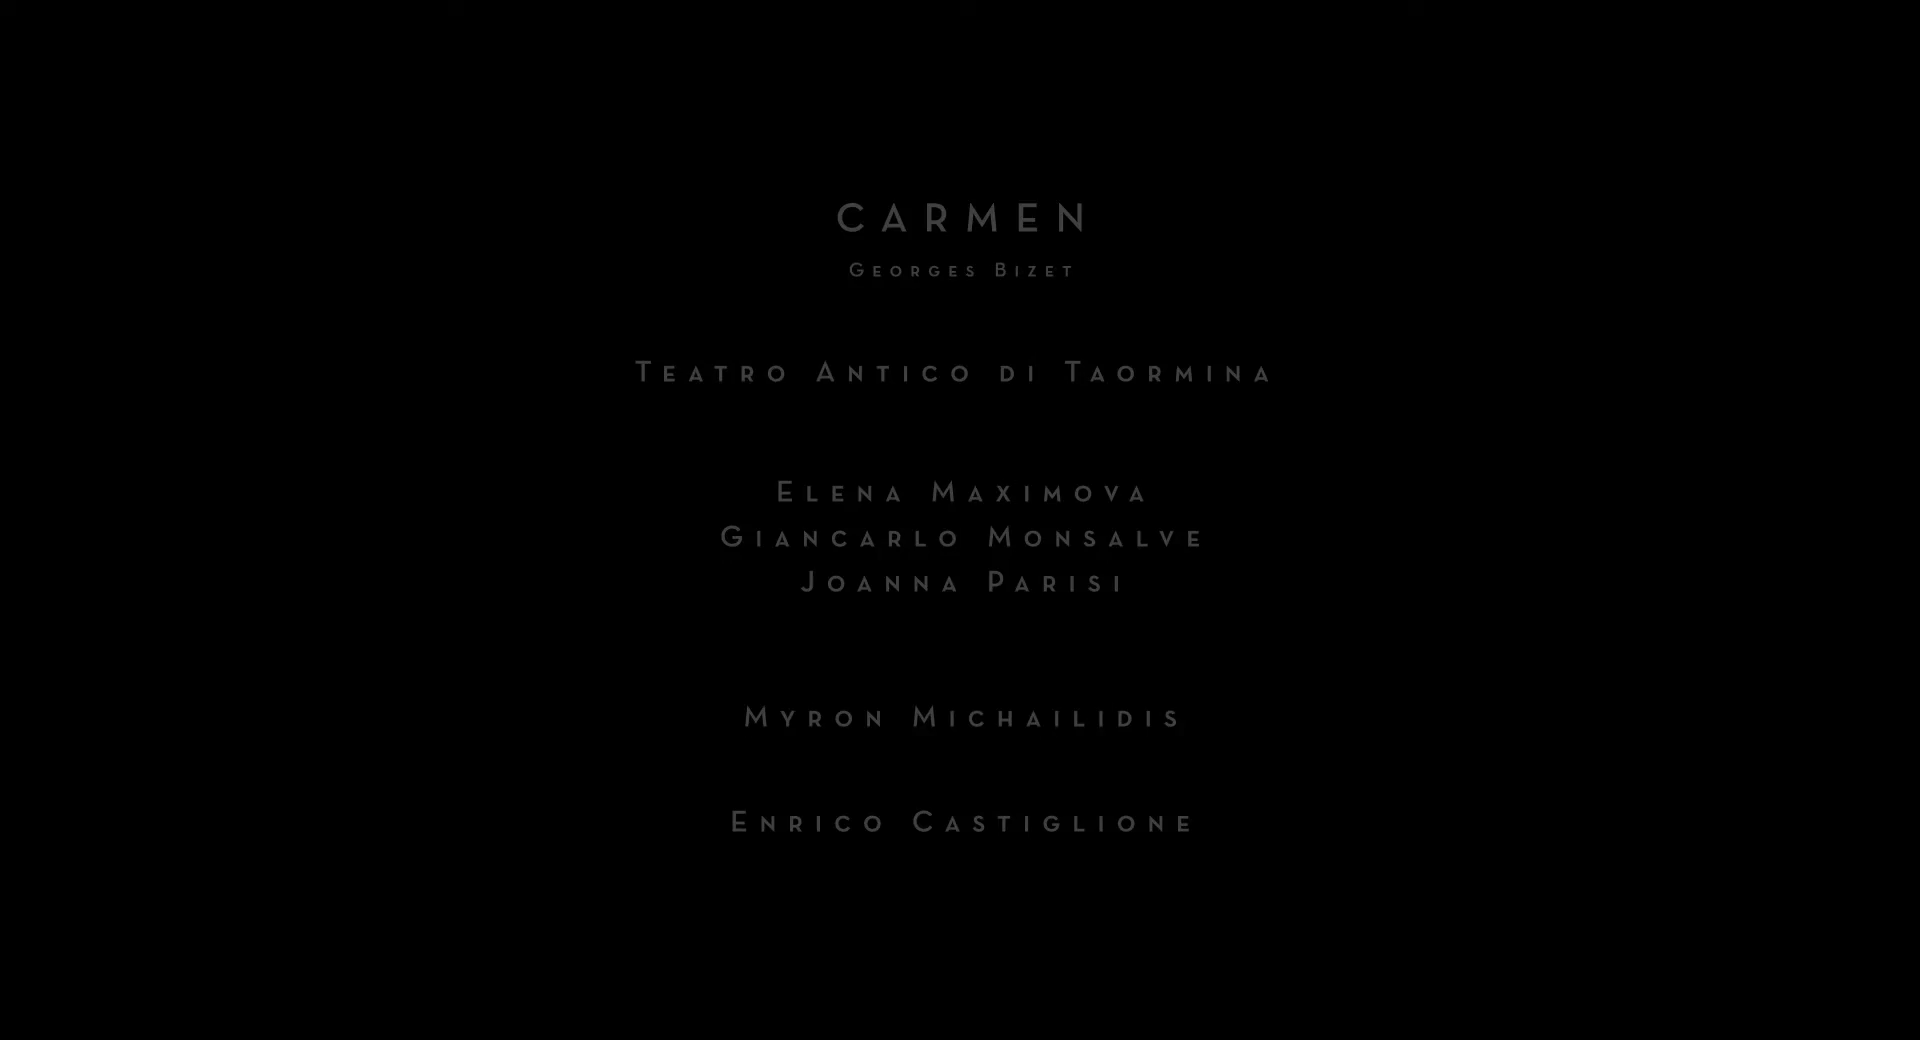 CARMEN
Georges Bizet
Teatro Antico di Taormina
Elena Maximova
Giancarlo Monsalve
Joanna Parisi
Myron Michailidis
Enrico Castiglione